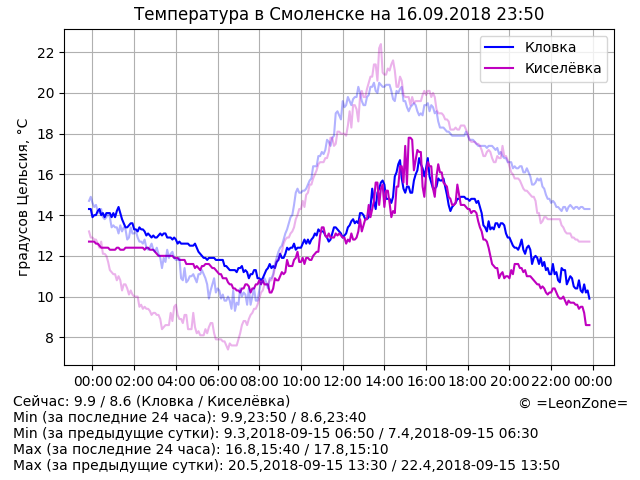 Температура в Смоленске на 16.09.2018 23:50
Кловка
Киселёвка
градусов Цельсия, °C
22
20
18
16
14
12
10
8
00:00 02:00 04:00 06:00 08:00 10:00 12:00 14:00 16:00 18:00 20:00 22:00 00:00
Сейчас: 9.9 / 8.6 (Кловка / Киселёвка)
© =LeonZone=
Min (за последние 24 часа): 9.9,23:50 / 8.6,23:40
Min (за предыдущие сутки): 9.3,2018-09-15 06:50 / 7.4,2018-09-15 06:30
Max (за последние 24 часа): 16.8,15:40 / 17.8,15:10
Max (за предыдущие сутки): 20.5,2018-09-15 13:30 / 22.4,2018-09-15 13:50